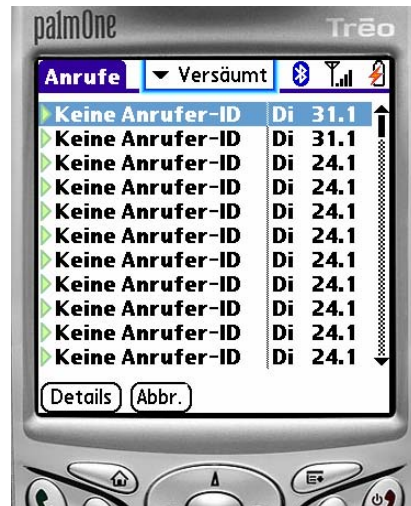 palmOne Trēo
Anrufe Versäumt
Keine Anrufer-ID Di 31.1
Keine Anrufer-ID Di 31.1
Keine Anrufer-ID Di 24.1
Keine Anrufer-ID Di 24.1
Keine Anrufer-ID Di 24.1
Keine Anrufer-ID Di 24.1
Keine Anrufer-ID Di 24.1
Keine Anrufer-ID Di 24.1
Keine Anrufer-ID Di 24.1
Keine Anrufer-ID Di 24.1
Keine Anrufer-ID Di 24.1
Details Abbr.